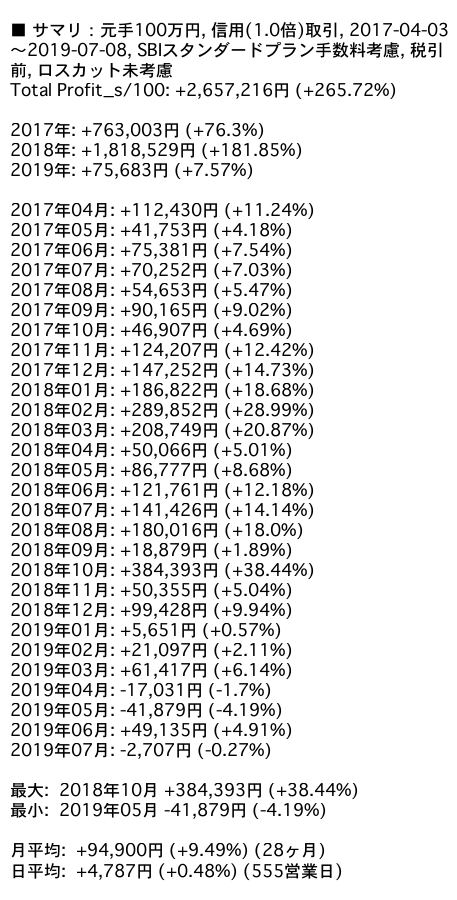 ■ サマリ：元手100万円, 信用(1.0倍)取引, 2017-04-03
～2019-07-08, SBIスタンダードプラン手数料考慮, 税引
前, ロスカット未考慮
Total Profit_s/100: +2,657,216円 (+265.72%)
2017年: +763,003円 (+76.3%)
2018年: +1,818,529円 (+181.85%)
2019年: +75,683円 (+7.57%)
2017年04月: +112,430円 (+11.24%)
2017年05月: +41,753円 (+4.18%)
2017年06月: +75,381円 (+7.54%)
2017年07月: +70,252円 (+7.03%)
2017年08月: +54,653円 (+5.47%)
2017年09月: +90,165円 (+9.02%)
2017年10月: +46,907円 (+4.69%)
2017年11月: +124,207円 (+12.42%)
2017年12月: +147,252円 (+14.73%)
2018年01月: +186,822円 (+18.68%)
2018年02月: +289,852円 (+28.99%)
2018年03月: +208,749円 (+20.87%)
2018年04月: +50,066円 (+5.01%)
2018年05月: +86,777円 (+8.68%)
2018年06月: +121,761円 (+12.18%)
2018年07月: +141,426円 (+14.14%)
2018年08月: +180,016円 (+18.0%)
2018年09月: +18,879円 (+1.89%)
2018年10月: +384,393円 (+38.44%)
2018年11月: +50,355円 (+5.04%)
2018年12月: +99,428円 (+9.94%)
2019年01月: +5,651円 (+0.57%)
2019年02月: +21,097円 (+2.11%)
2019年03月: +61,417円 (+6.14%)
2019年04月: -17,031円 (-1.7%)
2019年05月: -41,879円 (-4.19%)
2019年06月: +49,135円 (+4.91%)
2019年07月: -2,707円 (-0.27%)
最大: 2018年10月 +384,393円 (+38.44%)
最小: 2019年05月 -41,879円 (-4.19%)
月平均: +94,900円 (+9.49%) (28ヶ月)
日平均: +4,787円 (+0.48%) (555営業日)